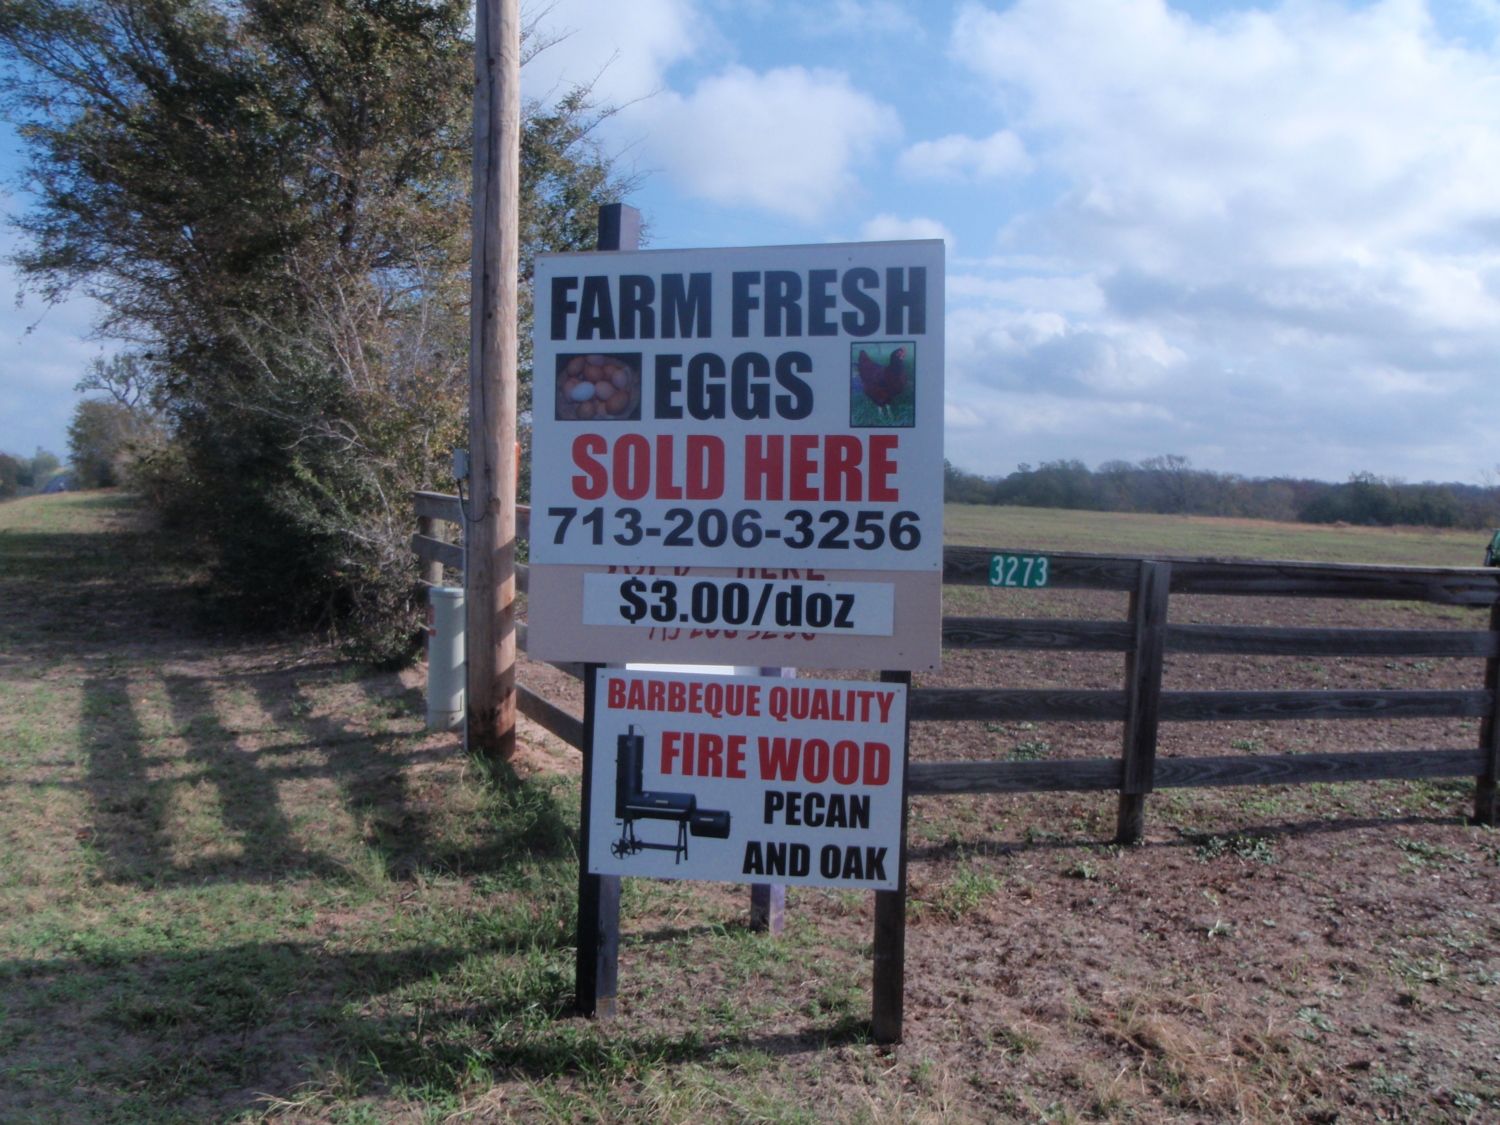 FARM FRESH
EGGS
SOLD HERE
713-206-3256
HERE
$3.00/doz
3273
BARBEQUE QUALITY
FIRE WOOD
PECAN
AND OAK